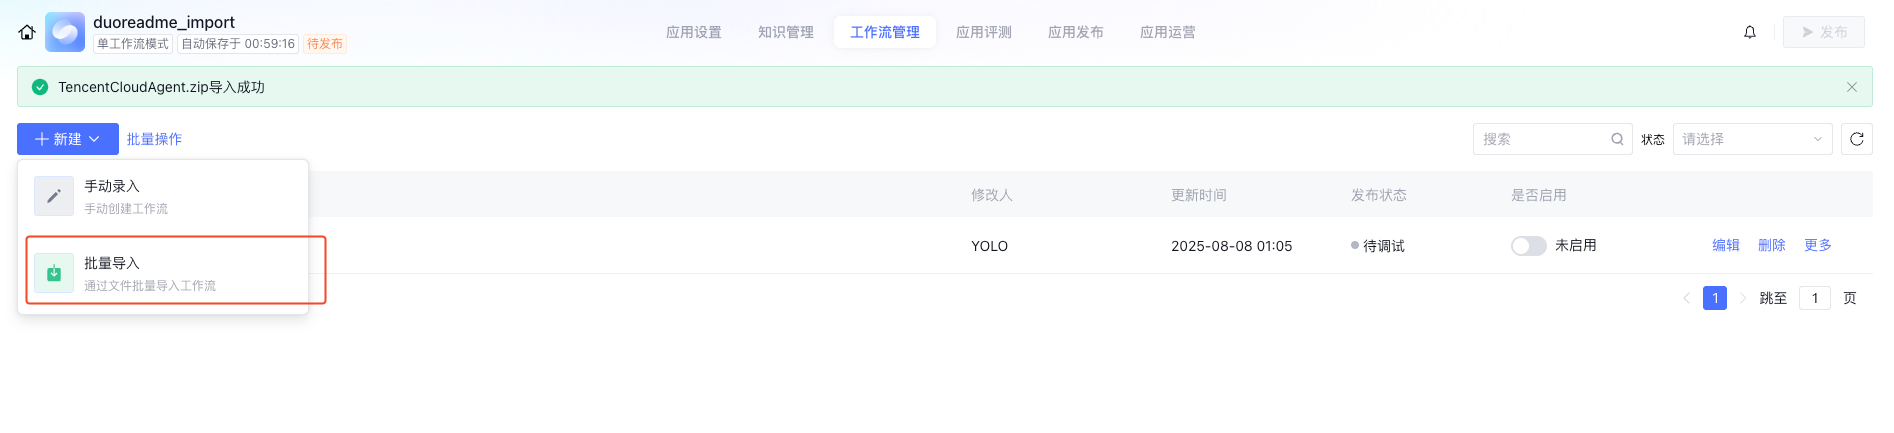 duoreadme_import
单工作流模式 自动保存于 00:59:16 待发布
应用设置 知识管理 工作流管理 应用评测 应用发布 应用运营
发布
TencentCloudAgent.zip导入成功
新建 批量操作
搜索 状态 请选择
手动录入
手动创建工作流
批量导入
通过文件批量导入工作流
修改人 更新时间 发布状态 是否启用
YOLO 2025-08-08 01:05 待调试 未启用 编辑 删除 更多
1 跳至 1 页